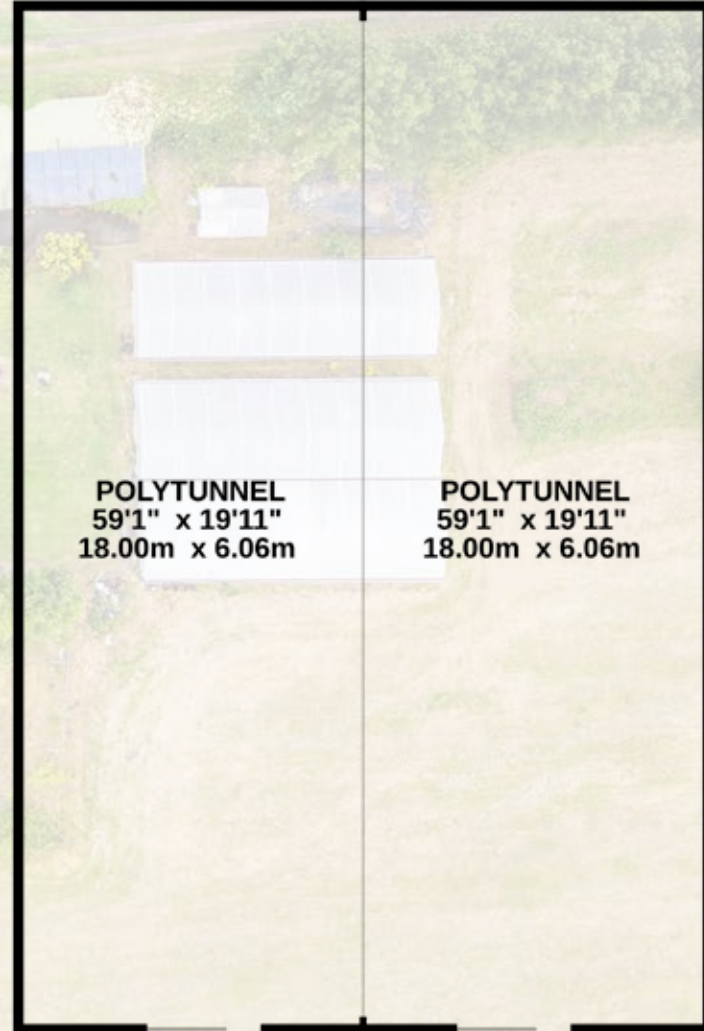 POLYTUNNEL
59'1" x 19'11"
18.00m x 6.06m
POLYTUNNEL
59'1" x 19'11"
18.00m x 6.06m